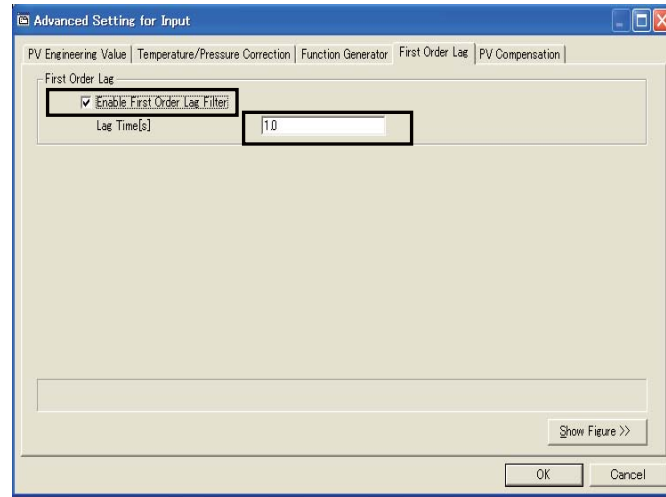 Advanced Setting for Input
PV Engineering Value Temperature/Pressure Correction Function Generator First Order Lag PV Compensation
First Order Lag
Enable First Order Lag Filter
Lag Time[s] 1.0
Show Figure >>
OK Cancel